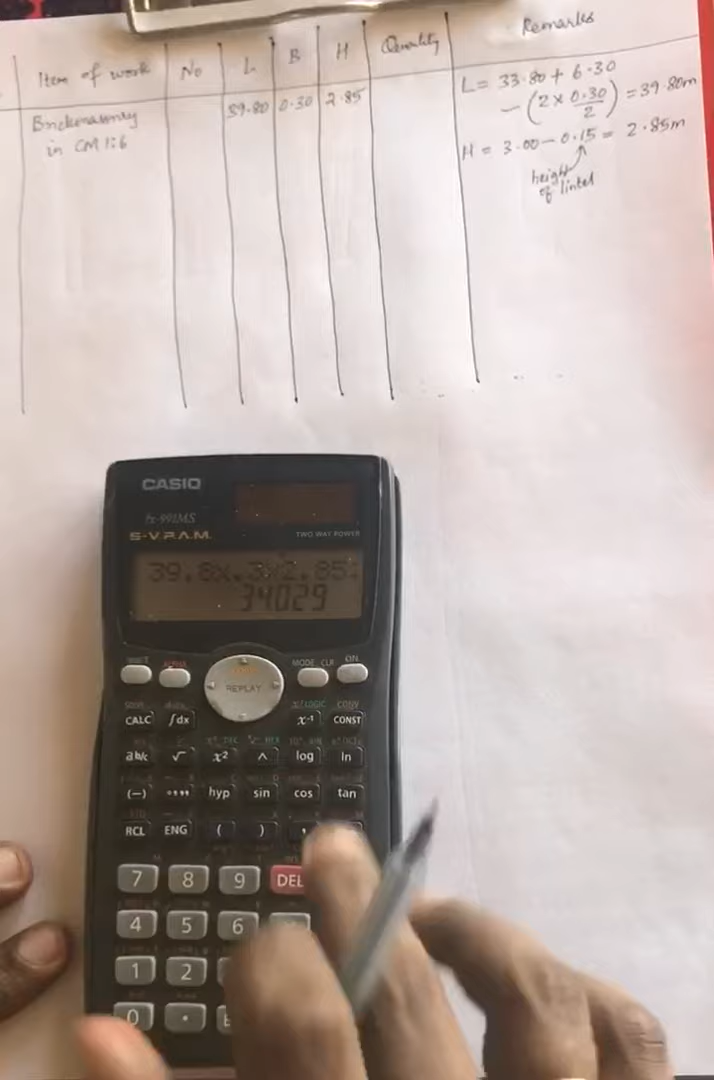 Item of work No L B H Quantity Remarks
Brickmasonry 39.80 0.30 2.85 L = 33.80 + 6.30
in CM 1:6 - (2 × 0.30/2) = 39.80m
H = 3.00 - 0.15 = 2.85m
height
of lintel
CASIO
fx-991MS
S-V.P.A.M. TWO WAY POWER
39.8×.3×2.85
34.029
SHIFT ALPHA MODE CLR ON
REPLAY
CALC ∫dx x⁻¹ CONST
ab/c √ x² ^ log ln
(−) °,,, hyp sin cos tan
RCL ENG ( ) ,
7 8 9 DEL
4 5 6
1 2
0 •